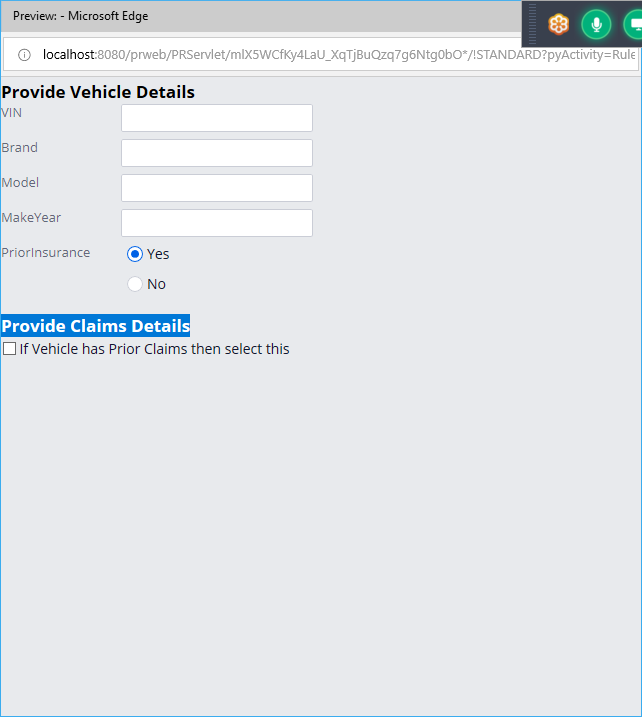 Preview: - Microsoft Edge
localhost:8080/prweb/PRServlet/mlX5WCfKy4LaU_XqTjBuQzq7g6Ntg0bO*/!STANDARD?pyActivity=Rule
Provide Vehicle Details
VIN
Brand
Model
MakeYear
PriorInsurance
Yes
No
Provide Claims Details
If Vehicle has Prior Claims then select this